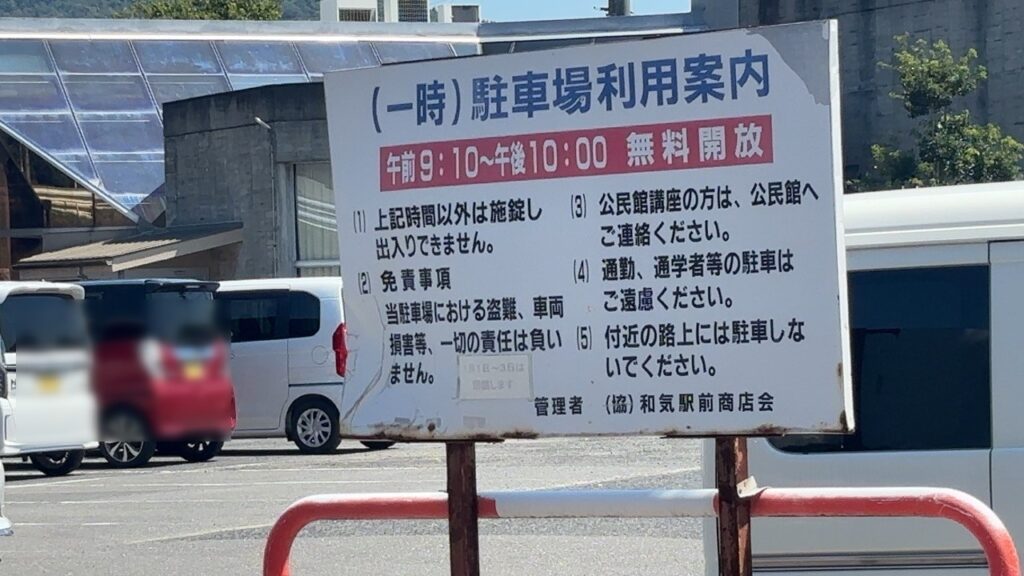 (一時)駐車場利用案内
午前9:10〜午後10:00 無料開放
(1) 上記時間以外は施錠し
出入りできません。
(2) 免責事項
当駐車場における盗難、車両
損害等、一切の責任は負い
ません。
(3) 公民館講座の方は、公民館へ
ご連絡ください。
(4) 通勤、通学者等の駐車は
ご遠慮ください。
(5) 付近の路上には駐車しな
いでください。
管理者 (協)和気駅前商店会